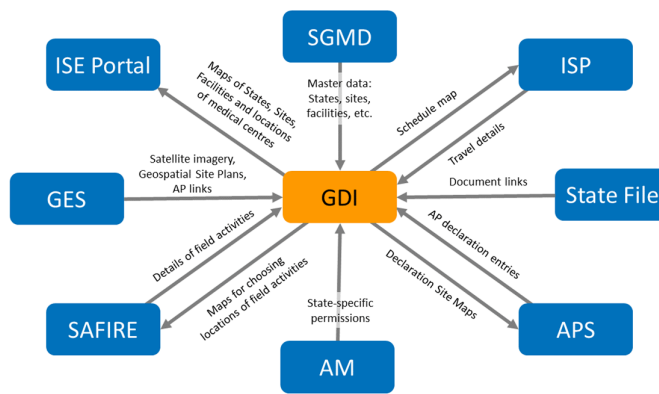 SGMD
ISE Portal
ISP
Maps of States, Sites,
Facilities and locations
of medical centres
Master data:
States, sites,
facilities, etc.
Schedule map
Travel details
Satellite imagery,
Geospatial Site Plans,
AP links
GES
GDI
Document links
State File
Details of field activities
Maps for choosing
locations of field activities
State-specific
permissions
AP declaration entries
Declaration Site Maps
SAFIRE
AM
APS